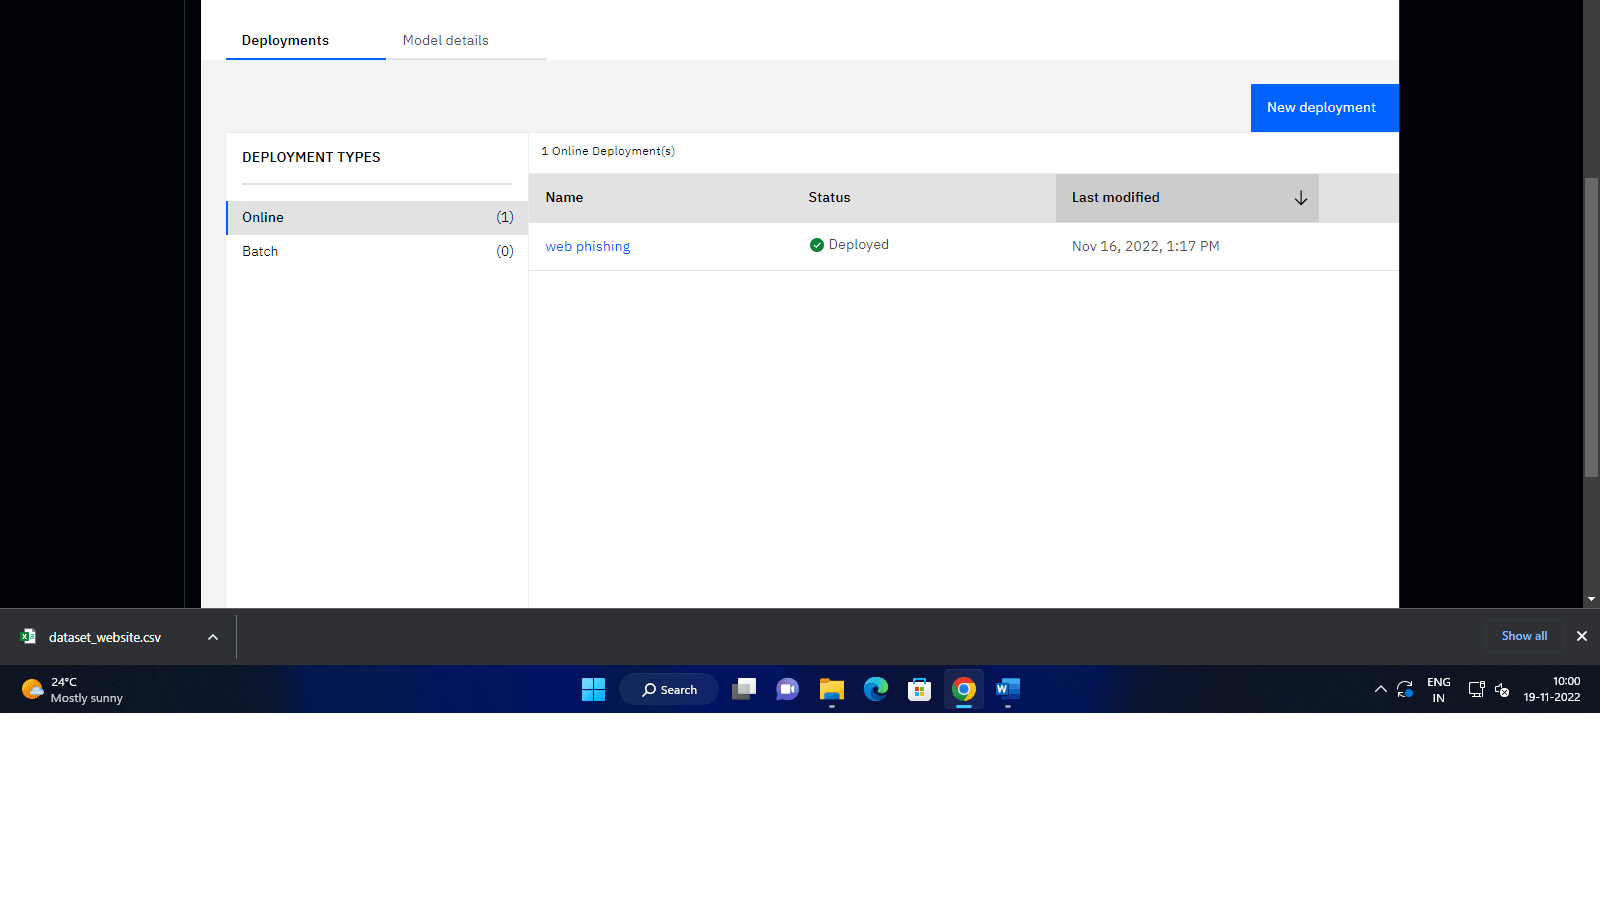 Deployments Model details
New deployment
DEPLOYMENT TYPES
Online (1)
Batch (0)
1 Online Deployment(s)
Name Status Last modified
web phishing Deployed Nov 16, 2022, 1:17 PM
dataset_website.csv
Show all
24°C
Mostly sunny
Search
ENG
IN
10:00
19-11-2022